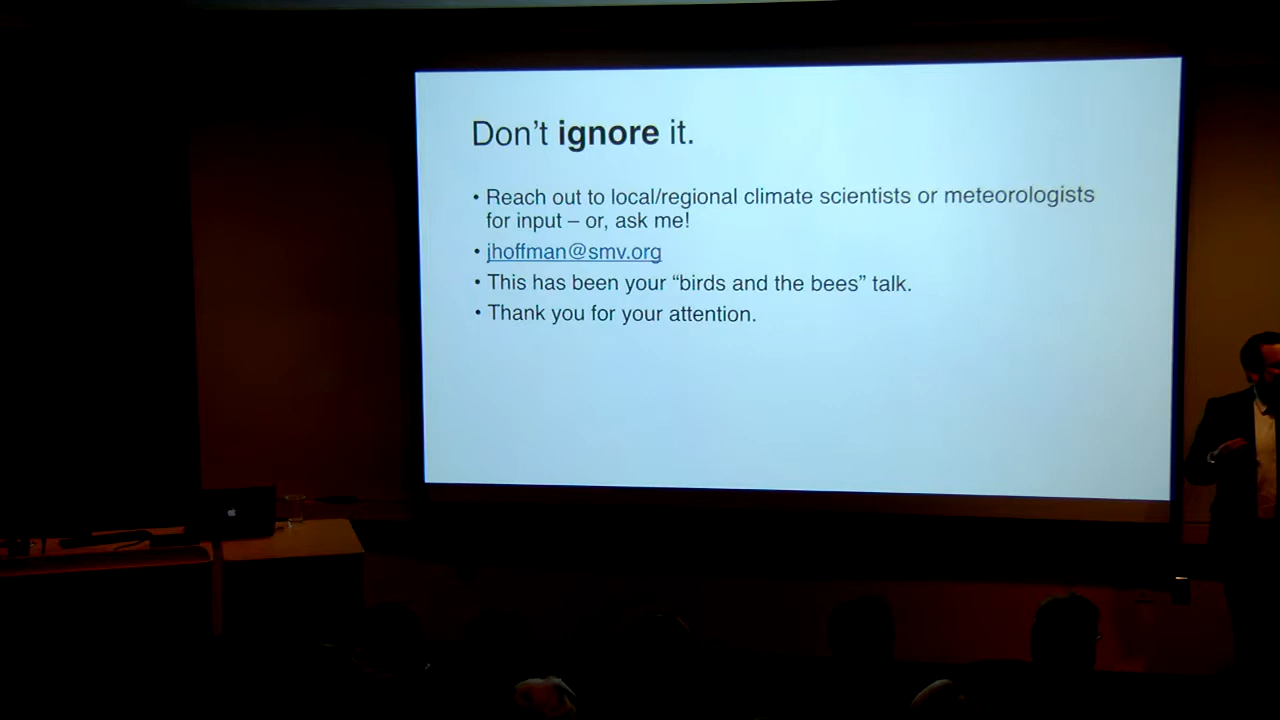 Don't ignore it.
• Reach out to local/regional climate scientists or meteorologists
for input – or, ask me!
• jhoffman@smv.org
• This has been your “birds and the bees” talk.
• Thank you for your attention.